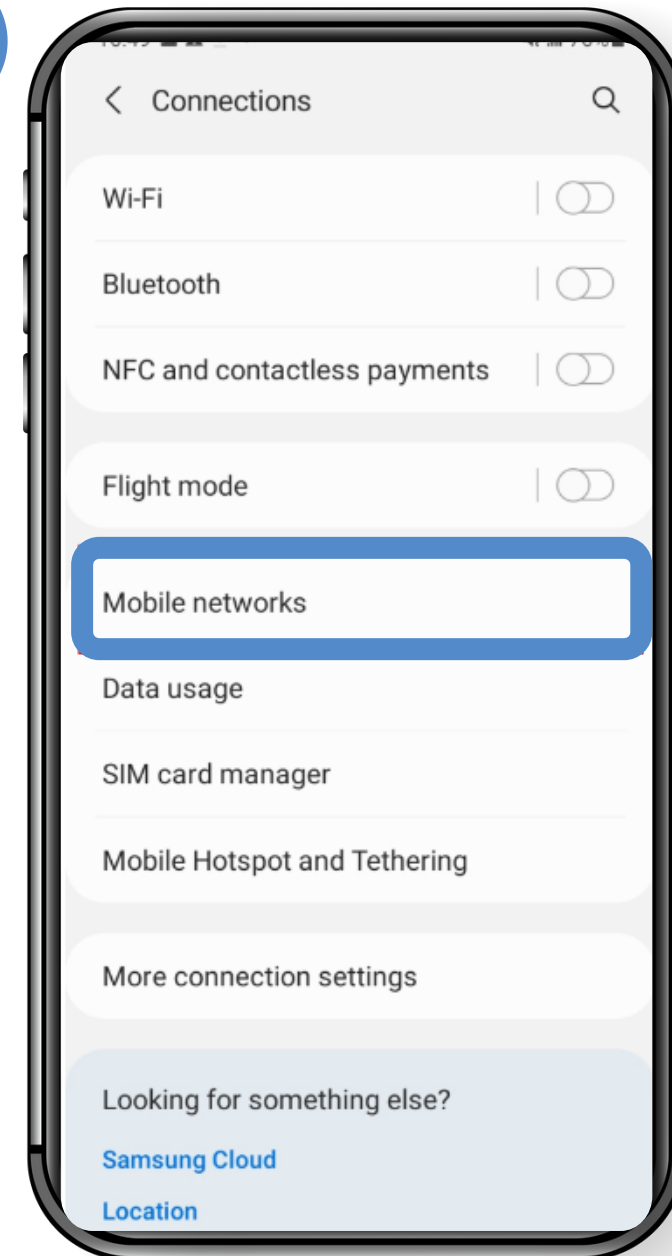 Connections
Wi-Fi
Bluetooth
NFC and contactless payments
Flight mode
Mobile networks
Data usage
SIM card manager
Mobile Hotspot and Tethering
More connection settings
Looking for something else?
Samsung Cloud
Location